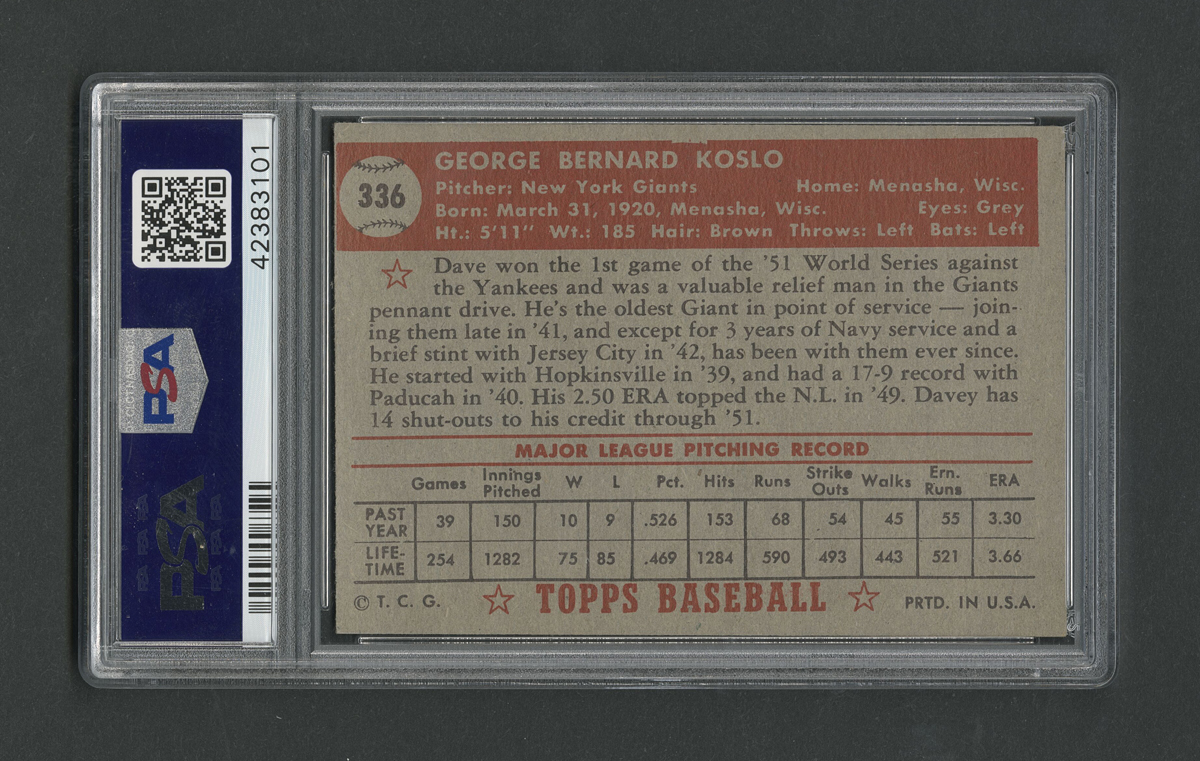 42383101
PSA
PSA
336
GEORGE BERNARD KOSLO
Pitcher: New York Giants Home: Menasha, Wisc.
Born: March 31, 1920, Menasha, Wisc. Eyes: Grey
Ht.: 5'11" Wt.: 185 Hair: Brown Throws: Left Bats: Left
Dave won the 1st game of the '51 World Series against
the Yankees and was a valuable relief man in the Giants
pennant drive. He's the oldest Giant in point of service — join-
ing them late in '41, and except for 3 years of Navy service and a
brief stint with Jersey City in '42, has been with them ever since.
He started with Hopkinsville in '39, and had a 17-9 record with
Paducah in '40. His 2.50 ERA topped the N.L. in '49. Davey has
14 shut-outs to his credit through '51.
MAJOR LEAGUE PITCHING RECORD
Games Innings Pitched W L Pct. Hits Runs Strike Outs Walks Ern. Runs ERA
PAST YEAR 39 150 10 9 .526 153 68 54 45 55 3.30
LIFE-TIME 254 1282 75 85 .469 1284 590 493 443 521 3.66
© T. C. G. TOPPS BASEBALL PRTD. IN U.S.A.